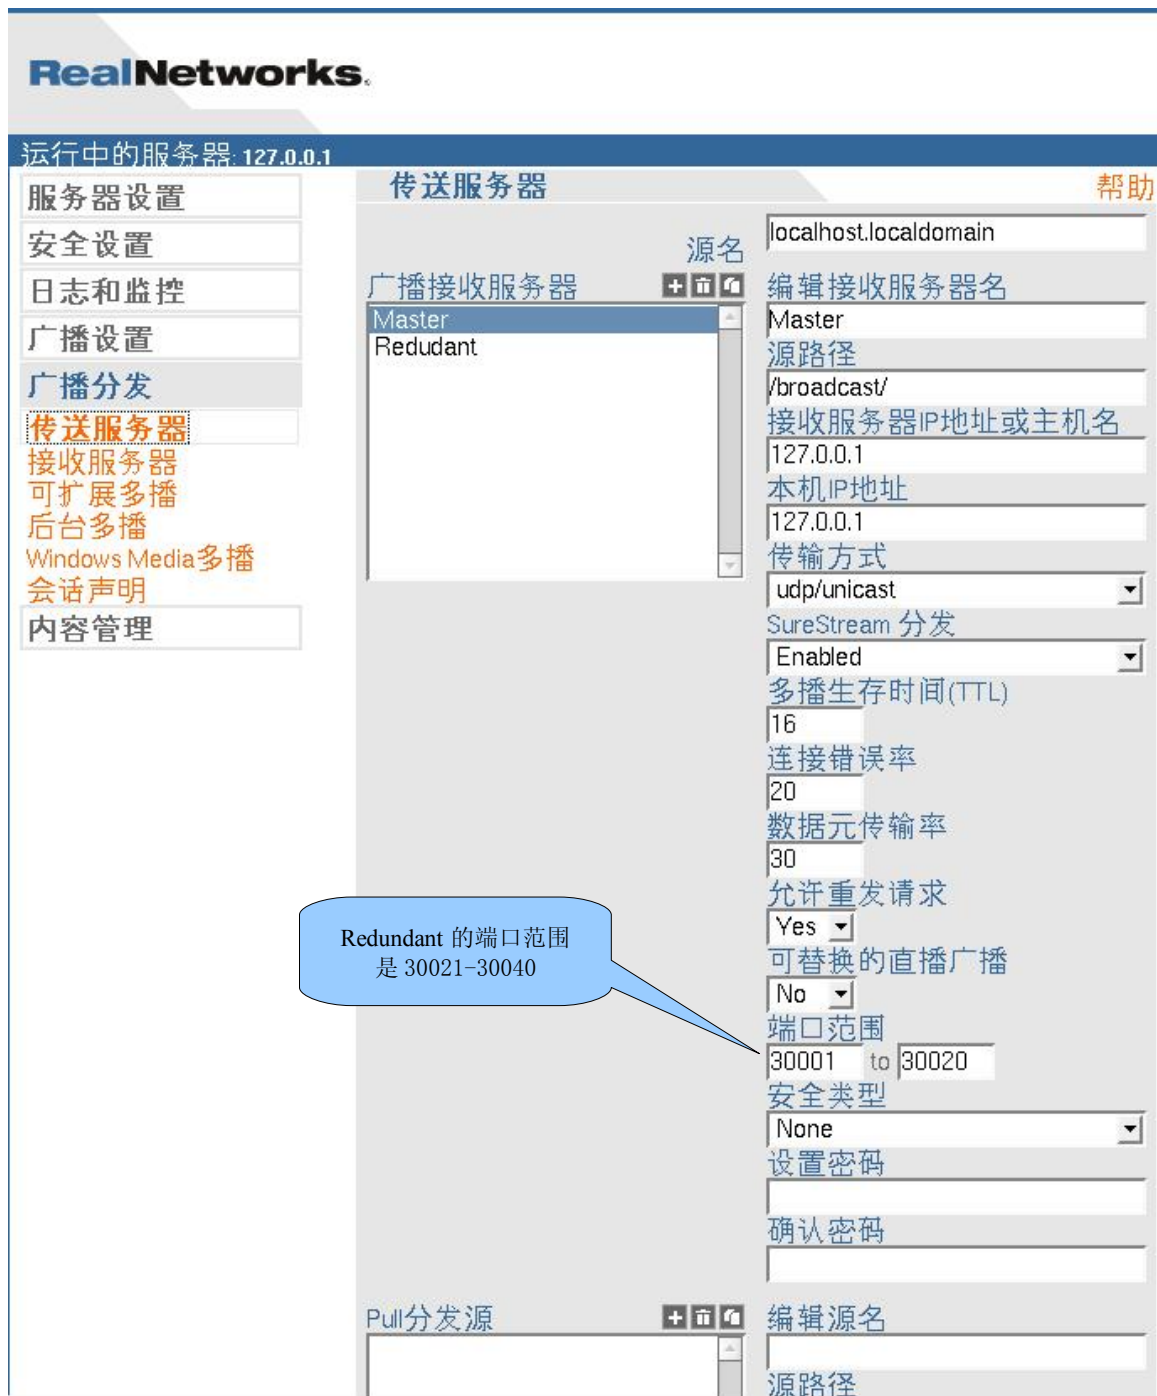 RealNetworks.
运行中的服务器: 127.0.0.1
服务器设置
安全设置
日志和监控
广播设置
广播分发
传送服务器
接收服务器
可扩展多播
后台多播
Windows Media多播
会话声明
内容管理
传送服务器
帮助
源名
localhost.localdomain
广播接收服务器
Master
Redudant
编辑接收服务器名
Master
源路径
/broadcast/
接收服务器IP地址或主机名
127.0.0.1
本机IP地址
127.0.0.1
传输方式
udp/unicast
SureStream 分发
Enabled
多播生存时间(TTL)
16
连接错误率
20
数据元传输率
30
允许重发请求
Yes
可替换的直播广播
No
Redundant 的端口范围
是 30021-30040
端口范围
30001 to 30020
安全类型
None
设置密码
确认密码
Pull分发源
编辑源名
源路径